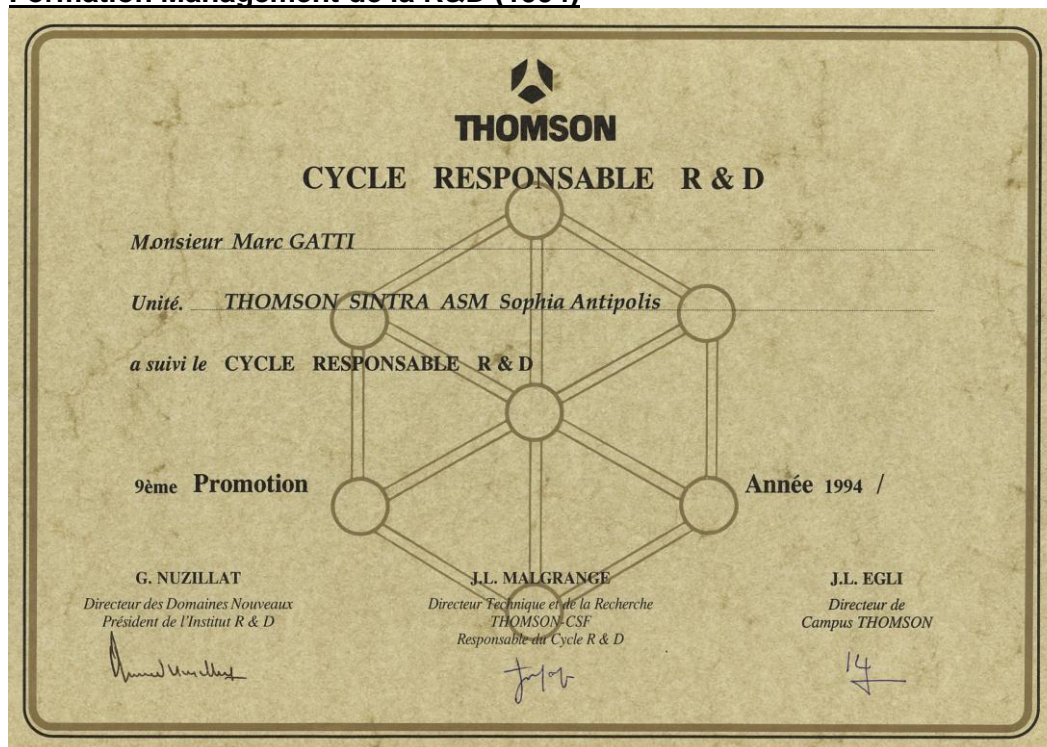 Formation Management de la R&D (1994)
THOMSON
CYCLE RESPONSABLE R & D
Monsieur Marc GATTI
Unité. THOMSON SINTRA ASM Sophia Antipolis
a suivi le CYCLE RESPONSABLE R & D
9ème Promotion Année 1994 /
G. NUZILLAT
Directeur des Domaines Nouveaux
Président de l'Institut R & D
J.L. MALGRANGE
Directeur Technique et de la Recherche
THOMSON-CSF
Responsable du Cycle R & D
J.L. EGLI
Directeur de
Campus THOMSON